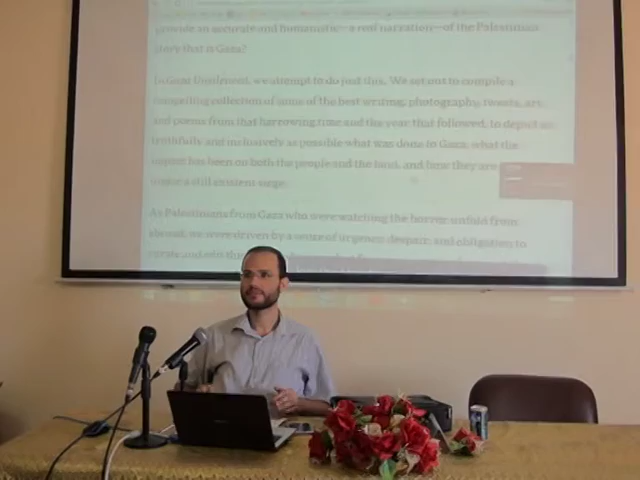 provide an accurate and humanistic—a real narration—of the Palestinian
story that is Gaza?
In Gaza Unsilenced, we attempt to do just this. We set out to compile a
compelling collection of some of the best writing, photography, tweets, art,
and poems from that harrowing time and the year that followed, to depict as
truthfully and inclusively as possible what was done to Gaza, what the
impact has been on both the people and the land, and how they are
under a still existent siege.
As Palestinians from Gaza who were watching the horror unfold from
abroad, we were driven by a sense of urgency, despair, and obligation to